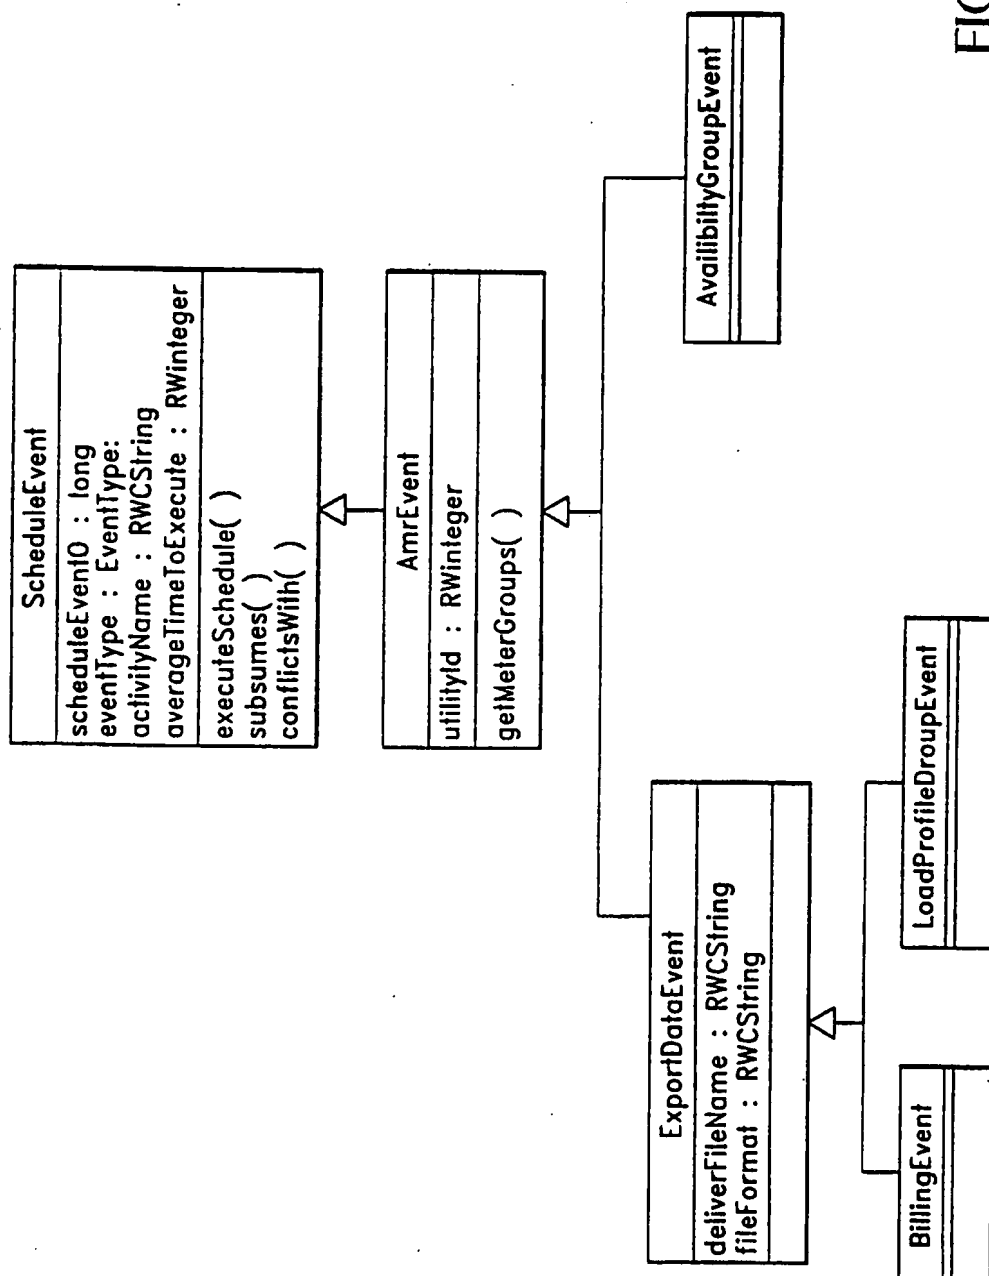 ScheduleEvent
scheduleEventO : long
eventType : EventType:
activityName : RWCString
averageTimeToExecute : RWinteger
executeSchedule( )
subsumes( )
conflictsWith( )
AmrEvent
utilityId : RWinteger
getMeterGroups( )
AvailibiltyGroupEvent
ExportDataEvent
deliverFileName : RWCString
fileFormat : RWCString
LoadProfileDroupEvent
BillingEvent